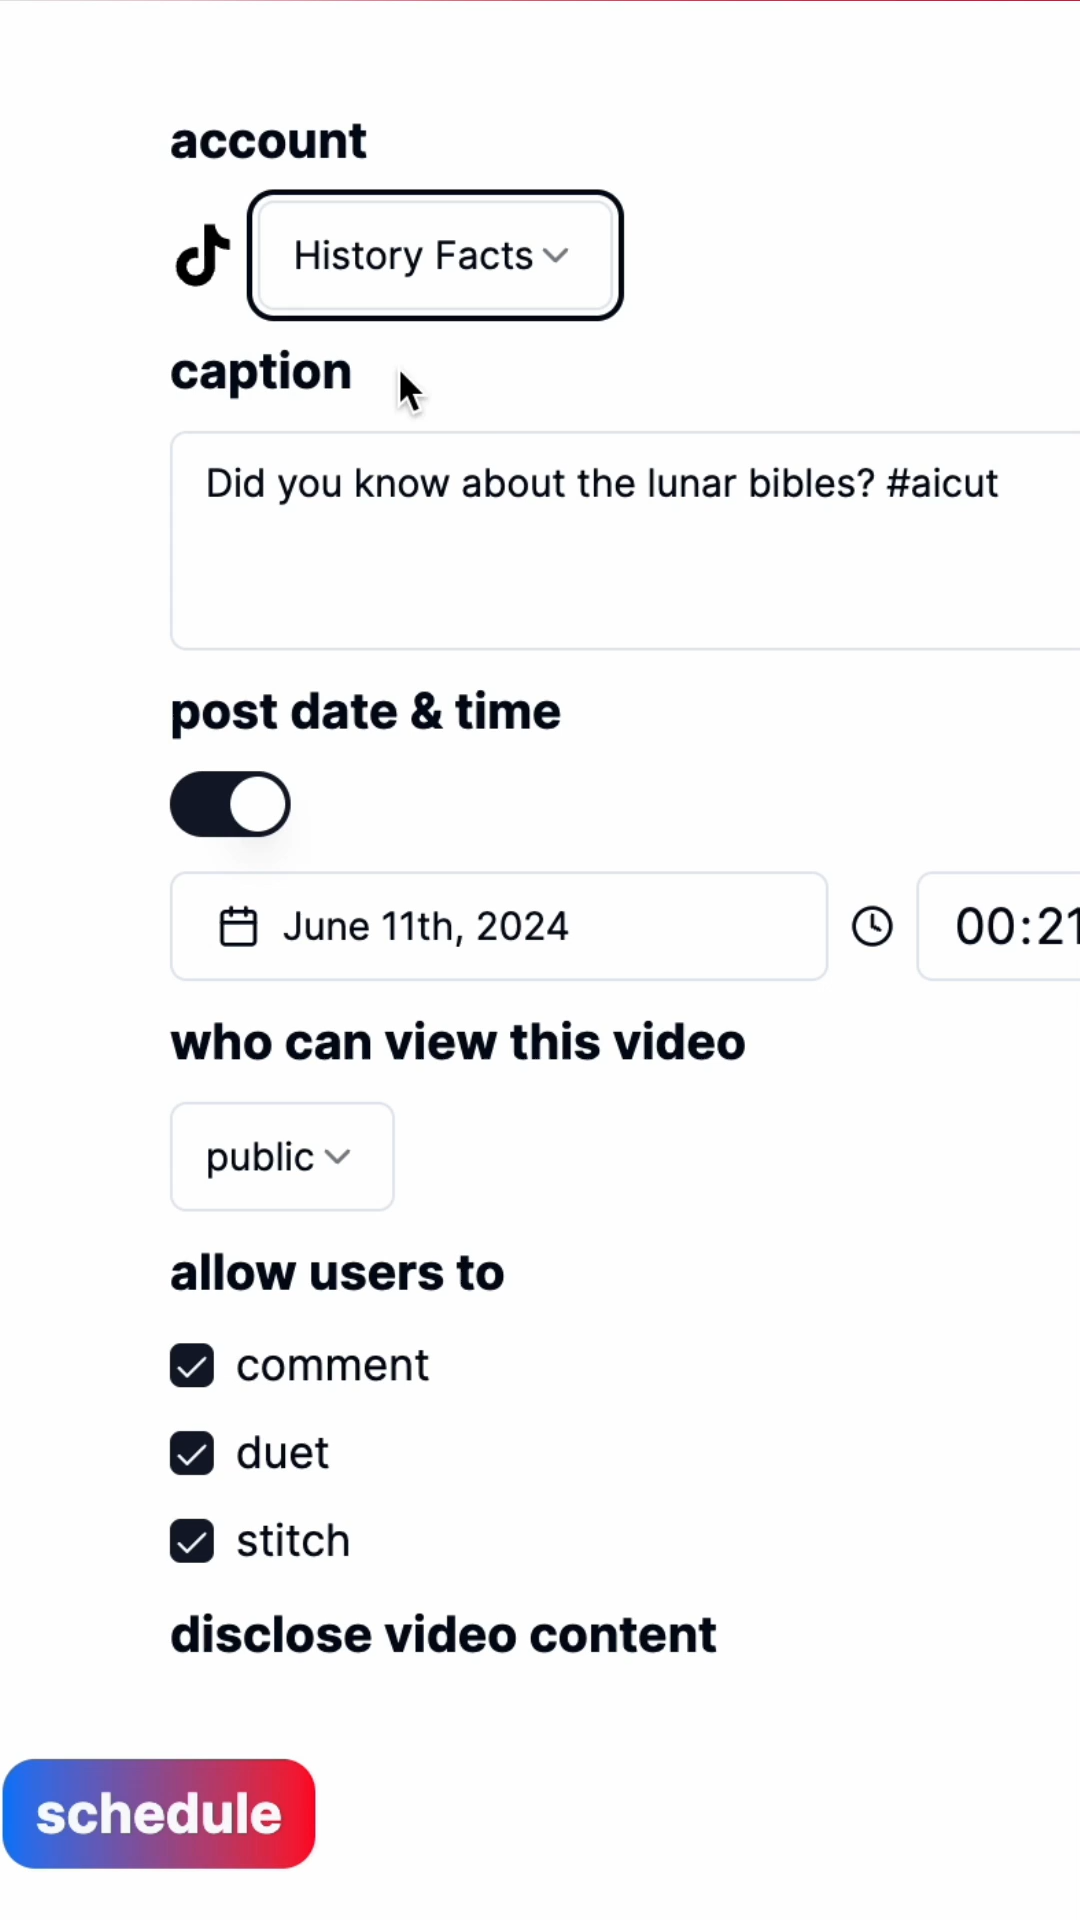 account
History Facts
caption
Did you know about the lunar bibles? #aicut
post date & time
June 11th, 2024
00:21
who can view this video
public
allow users to
comment
duet
stitch
disclose video content
schedule